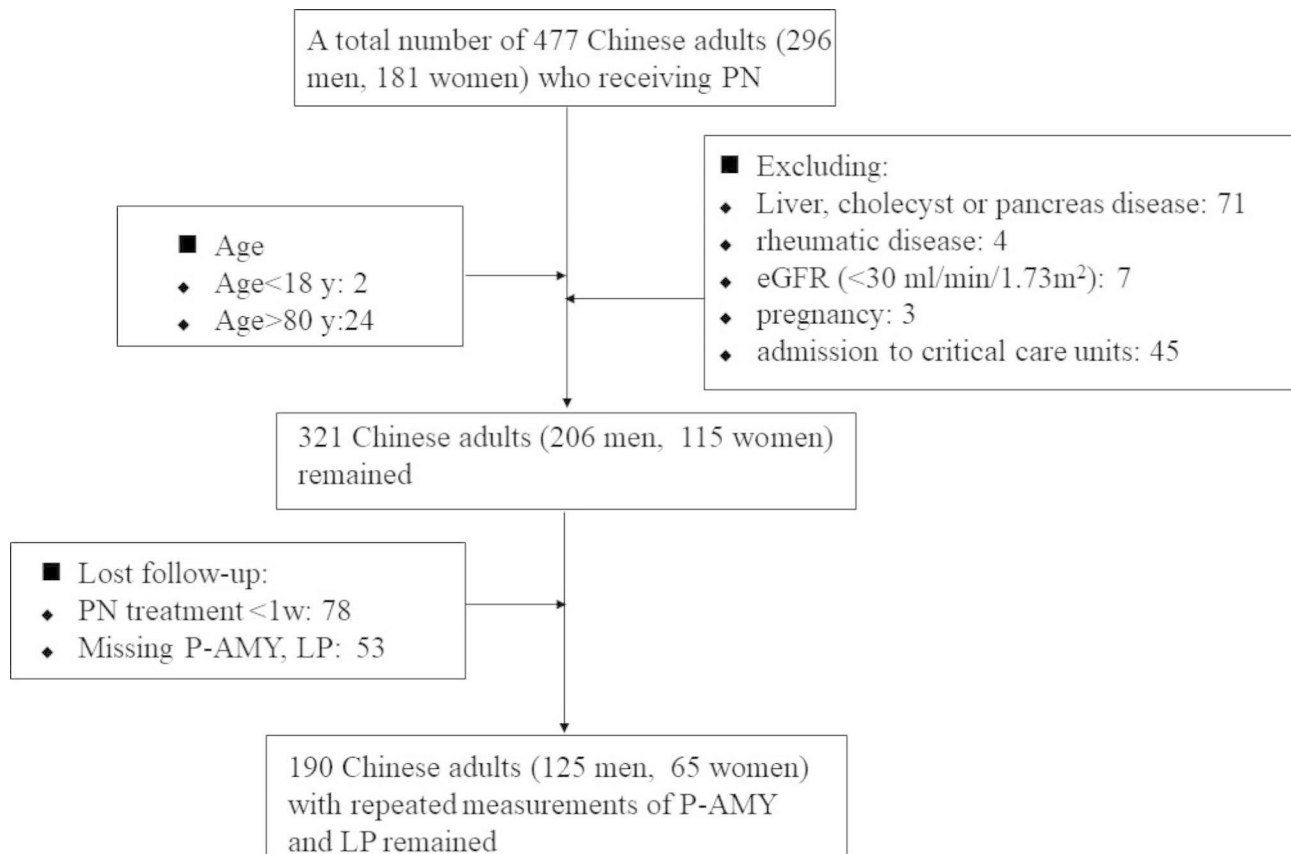 A total number of 477 Chinese adults (296
men, 181 women) who receiving PN
■ Excluding:
◆ Liver, cholecyst or pancreas disease: 71
◆ rheumatic disease: 4
◆ eGFR (<30 ml/min/1.73m²): 7
◆ pregnancy: 3
◆ admission to critical care units: 45
■ Age
◆ Age<18 y: 2
◆ Age>80 y:24
321 Chinese adults (206 men, 115 women)
remained
■ Lost follow-up:
◆ PN treatment <1w: 78
◆ Missing P-AMY, LP: 53
190 Chinese adults (125 men, 65 women)
with repeated measurements of P-AMY
and LP remained